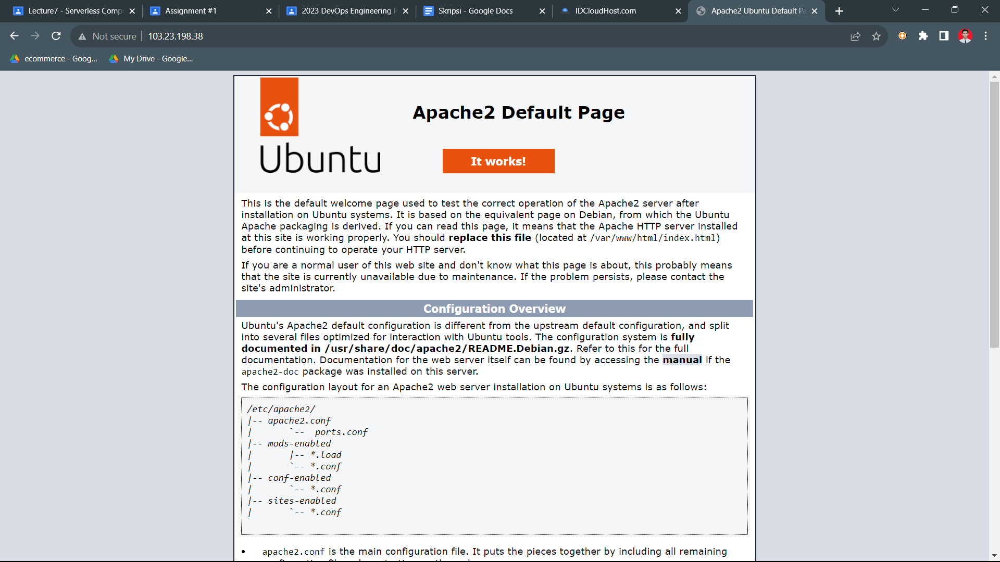 Lecture7 - Serverless Comp
Assignment #1
2023 DevOps Engineering P
Skripsi - Google Docs
IDCloudHost.com
Apache2 Ubuntu Default Pa
Not secure
103.23.198.38
ecommerce - Goog...
My Drive - Google...
Apache2 Default Page
Ubuntu
It works!
This is the default welcome page used to test the correct operation of the Apache2 server after
installation on Ubuntu systems. It is based on the equivalent page on Debian, from which the Ubuntu
Apache packaging is derived. If you can read this page, it means that the Apache HTTP server installed
at this site is working properly. You should replace this file (located at /var/www/html/index.html)
before continuing to operate your HTTP server.
If you are a normal user of this web site and don't know what this page is about, this probably means
that the site is currently unavailable due to maintenance. If the problem persists, please contact the
site's administrator.
Configuration Overview
Ubuntu's Apache2 default configuration is different from the upstream default configuration, and split
into several files optimized for interaction with Ubuntu tools. The configuration system is fully
documented in /usr/share/doc/apache2/README.Debian.gz. Refer to this for the full
documentation. Documentation for the web server itself can be found by accessing the manual if the
apache2-doc package was installed on this server.
The configuration layout for an Apache2 web server installation on Ubuntu systems is as follows:
/etc/apache2/
|-- apache2.conf
|       `--  ports.conf
|-- mods-enabled
|       |-- *.load
|       `-- *.conf
|-- conf-enabled
|       `-- *.conf
|-- sites-enabled
|       `-- *.conf
• apache2.conf is the main configuration file. It puts the pieces together by including all remaining